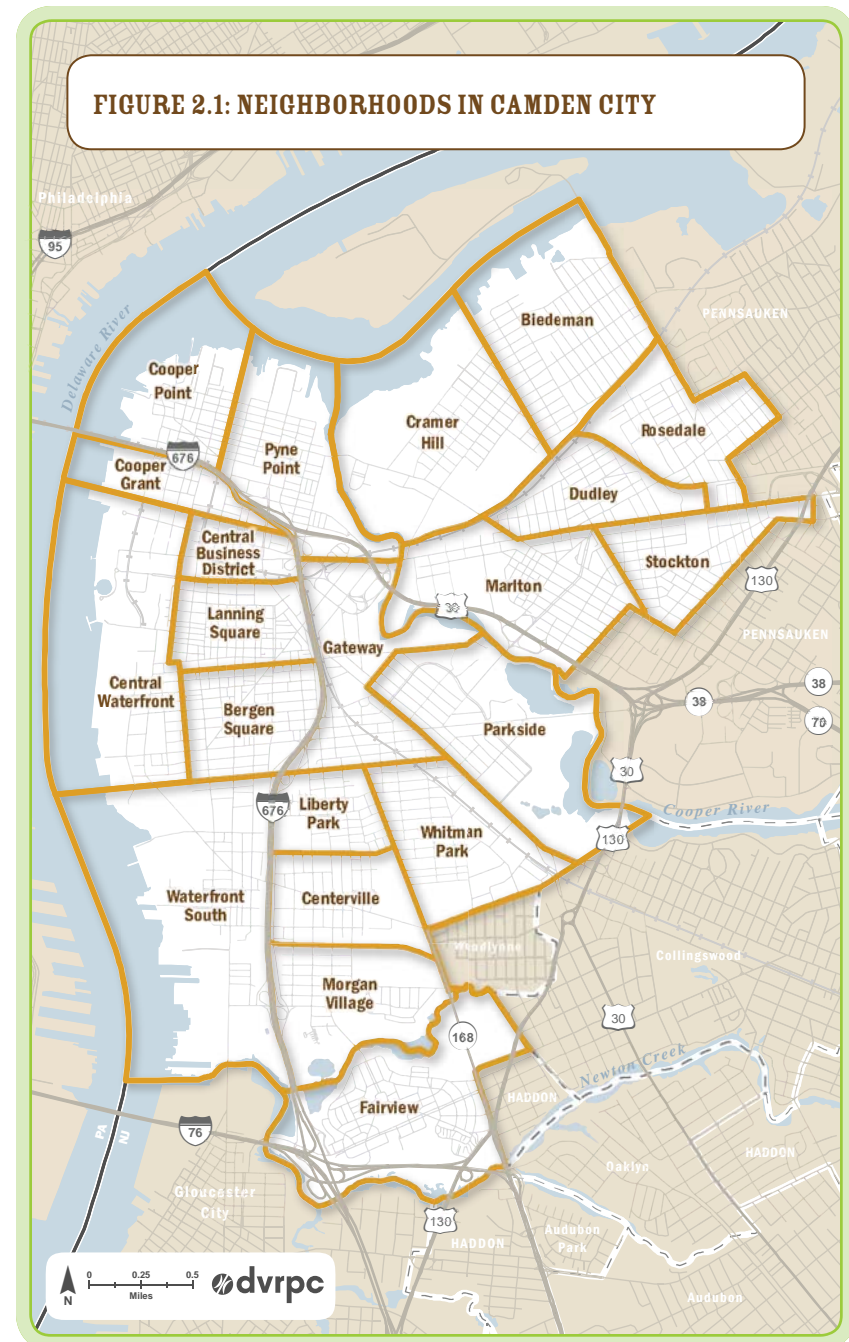 FIGURE 2.1: NEIGHBORHOODS IN CAMDEN CITY
Philadelphia
95
Delaware River
PENNSAUKEN
Biedeman
Cooper
Point
Cramer
Hill
Rosedale
Pyne
Point
676
Cooper
Grant
Dudley
Central
Business
District
Stockton
130
Marlton
30
Lanning
Square
PENNSAUKEN
Gateway
Central
Waterfront
38
38
70
Bergen
Square
Parkside
30
676
Liberty
Park
Cooper River
130
Whitman
Park
Waterfront
South
Centerville
Woodlynne
Collingswood
Morgan
Village
30
168
Newton Creek
Fairview
HADDON
76
PA
NJ
HADDON
Oaklyn
Gloucester
City
130
HADDON
Audubon
Park
Audubon
N
0 0.25 0.5
Miles
dvrpc